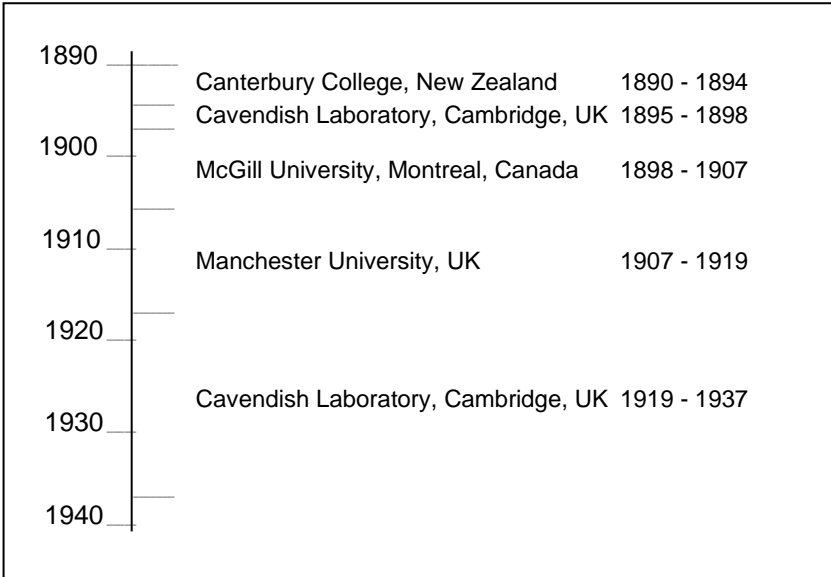 1890
Canterbury College, New Zealand 1890 - 1894
Cavendish Laboratory, Cambridge, UK 1895 - 1898
1900
McGill University, Montreal, Canada 1898 - 1907
1910
Manchester University, UK 1907 - 1919
1920
Cavendish Laboratory, Cambridge, UK 1919 - 1937
1930
1940